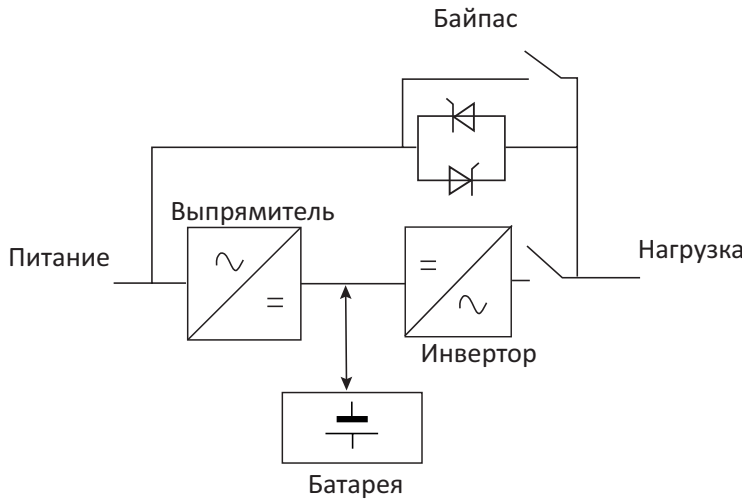 Байпас
Выпрямитель
Питание
Нагрузка
Инвертор
Батарея